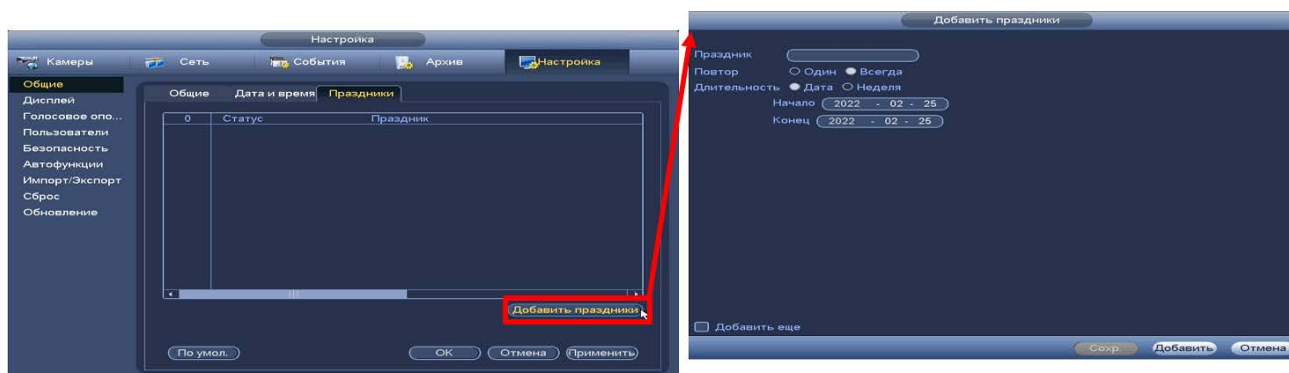 Настройка
Камеры Сеть События Архив Настройка
Общие
Дисплей
Голосовое опо...
Пользователи
Безопасность
Автофункции
Импорт/Экспорт
Сброс
Обновление
Общие Дата и время Праздники
0 Статус Праздник
Добавить праздники
По умол. ОК Отмена Применить
Добавить праздники
Праздник
Повтор Один Всегда
Длительность Дата Неделя
Начало 2022 - 02 - 25
Конец 2022 - 02 - 25
Добавить еще
Сохр. Добавить Отмена